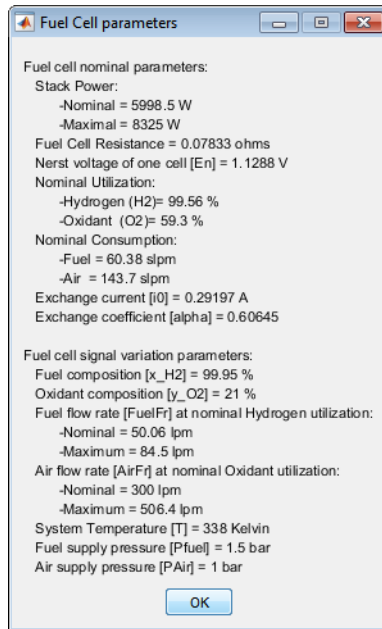 Fuel Cell parameters
Fuel cell nominal parameters:
Stack Power:
-Nominal = 5998.5 W
-Maximal = 8325 W
Fuel Cell Resistance = 0.07833 ohms
Nerst voltage of one cell [En] = 1.1288 V
Nominal Utilization:
-Hydrogen (H2)= 99.56 %
-Oxidant (O2)= 59.3 %
Nominal Consumption:
-Fuel = 60.38 slpm
-Air = 143.7 slpm
Exchange current [i0] = 0.29197 A
Exchange coefficient [alpha] = 0.60645
Fuel cell signal variation parameters:
Fuel composition [x_H2] = 99.95 %
Oxidant composition [y_O2] = 21 %
Fuel flow rate [FuelFr] at nominal Hydrogen utilization:
-Nominal = 50.06 lpm
-Maximum = 84.5 lpm
Air flow rate [AirFr] at nominal Oxidant utilization:
-Nominal = 300 lpm
-Maximum = 506.4 lpm
System Temperature [T] = 338 Kelvin
Fuel supply pressure [Pfuel] = 1.5 bar
Air supply pressure [PAir] = 1 bar
OK